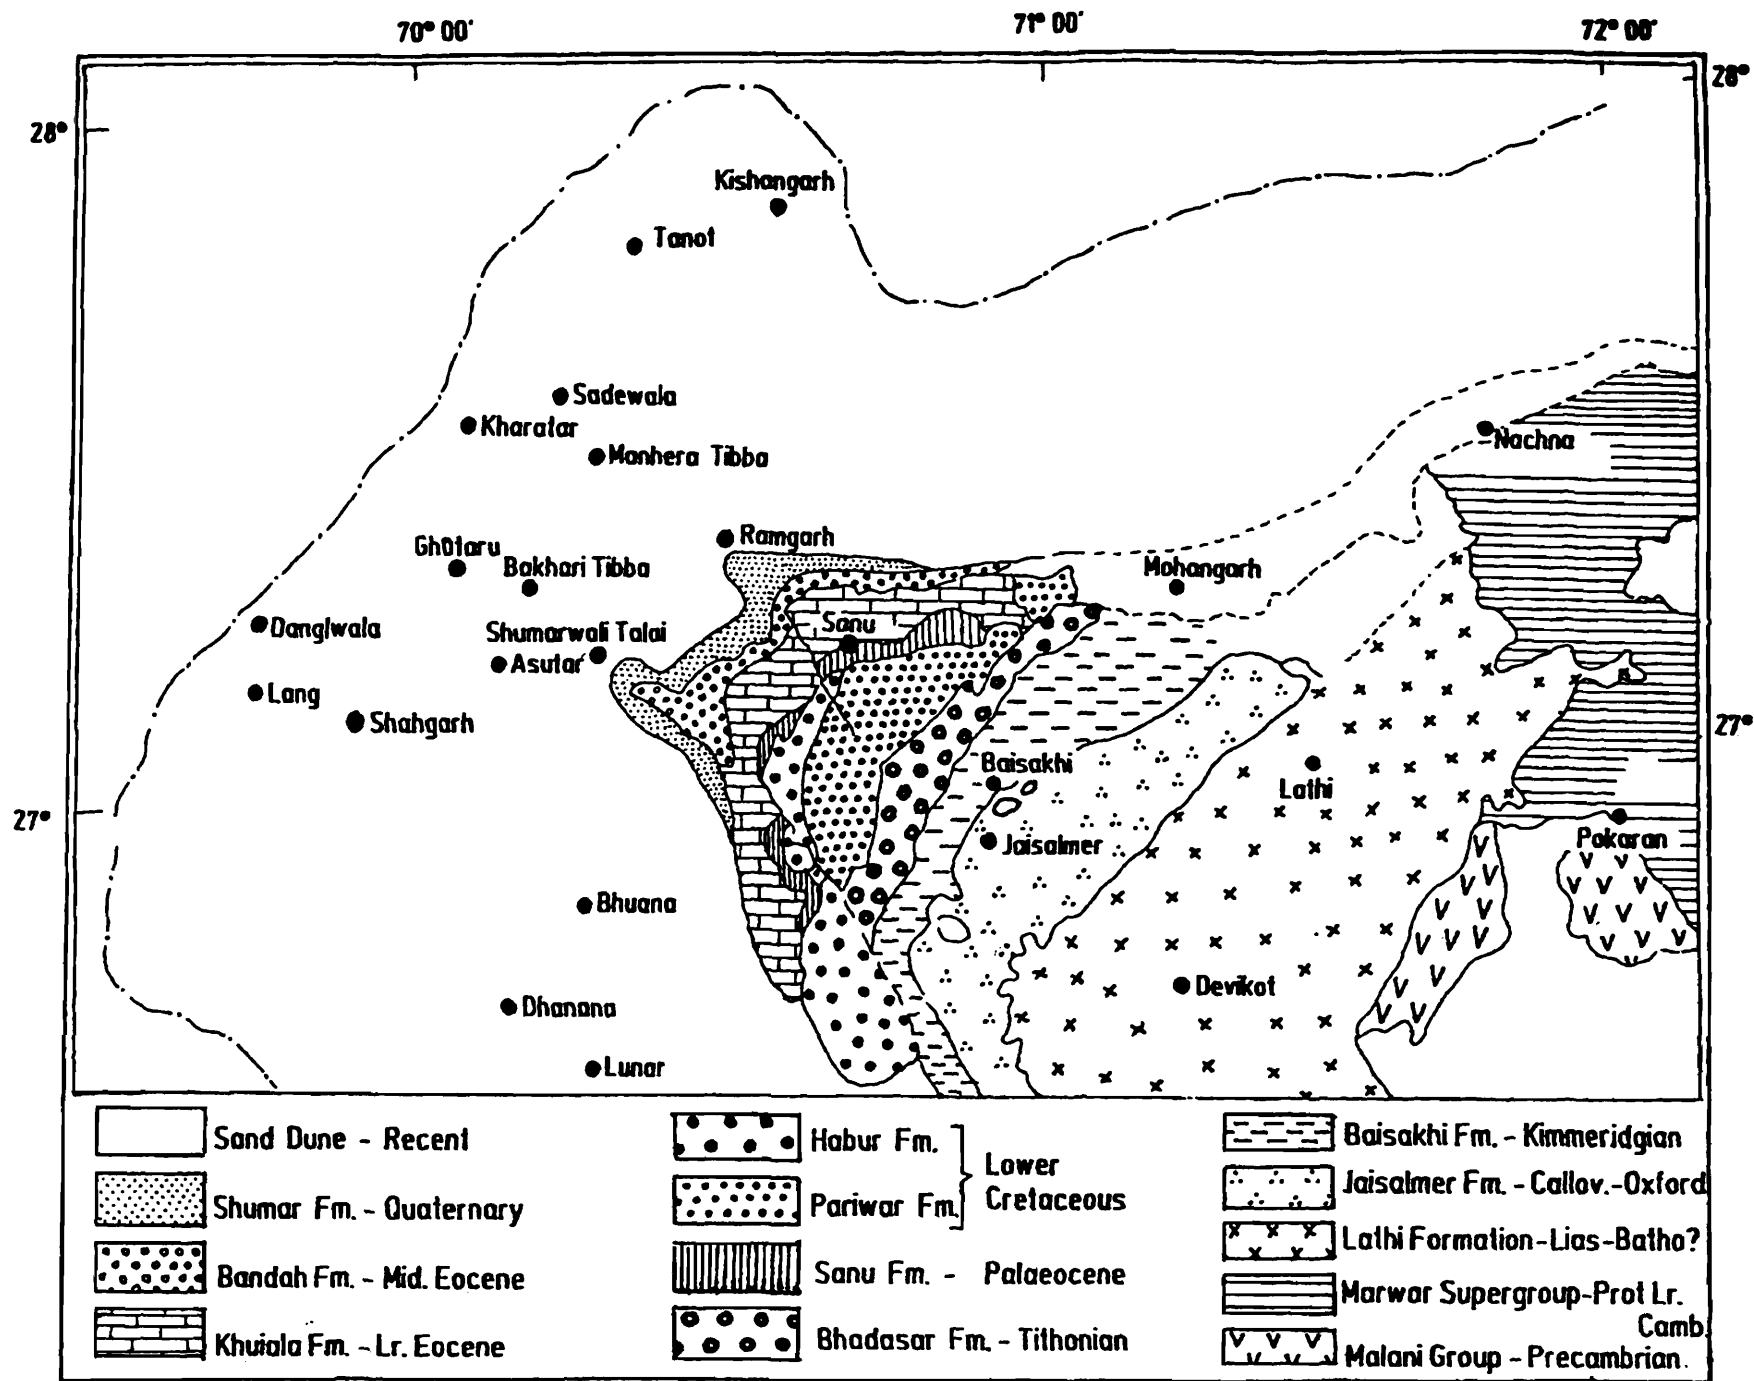 70° 00'
71° 00'
72° 00'
28°
28°
Kishangarh
Tanot
Sadewala
Kharatar
Manhera Tibba
Nachna
Ramgarh
Ghotaru
Bakhari Tibba
Mohangarh
Danglwala
Shumarwali Talai
Sanu
Asutar
Lang
Shahgarh
27°
Baisakhi
Lathi
27°
Jaisalmer
Pokaran
Bhuana
Devikot
Dhanana
Lunar
Sand Dune - Recent
Shumar Fm. - Quaternary
Bandah Fm. - Mid. Eocene
Khuiala Fm. - Lr. Eocene
Habur Fm.
Pariwar Fm.
Lower
Cretaceous
Sanu Fm. - Palaeocene
Bhadasar Fm. - Tithonian
Baisakhi Fm. - Kimmeridgian
Jaisalmer Fm. - Callov.-Oxford
Lathi Formation-Lias-Batho?
Marwar Supergroup-Prot Lr.
Camb.
Malani Group - Precambrian.